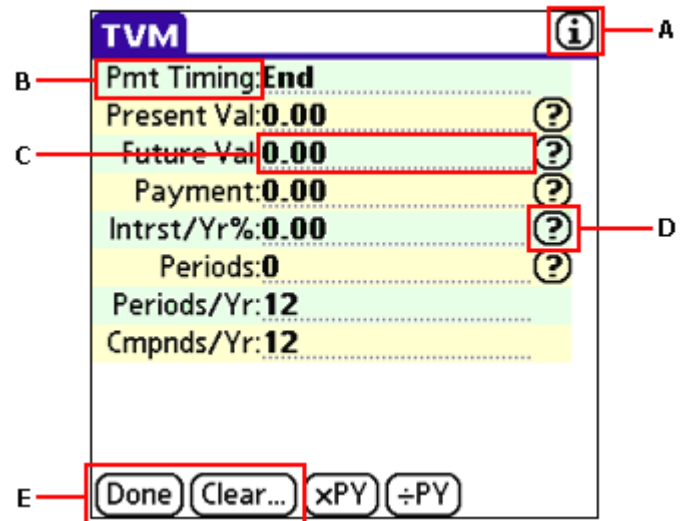 TVM i A
B Pmt Timing:End
Present Val:0.00 ?
C Future Val 0.00 ?
Payment:0.00 ?
Intrst/Yr%:0.00 ? D
Periods:0 ?
Periods/Yr:12
Cmpnds/Yr:12
E Done Clear... ×PY ÷PY